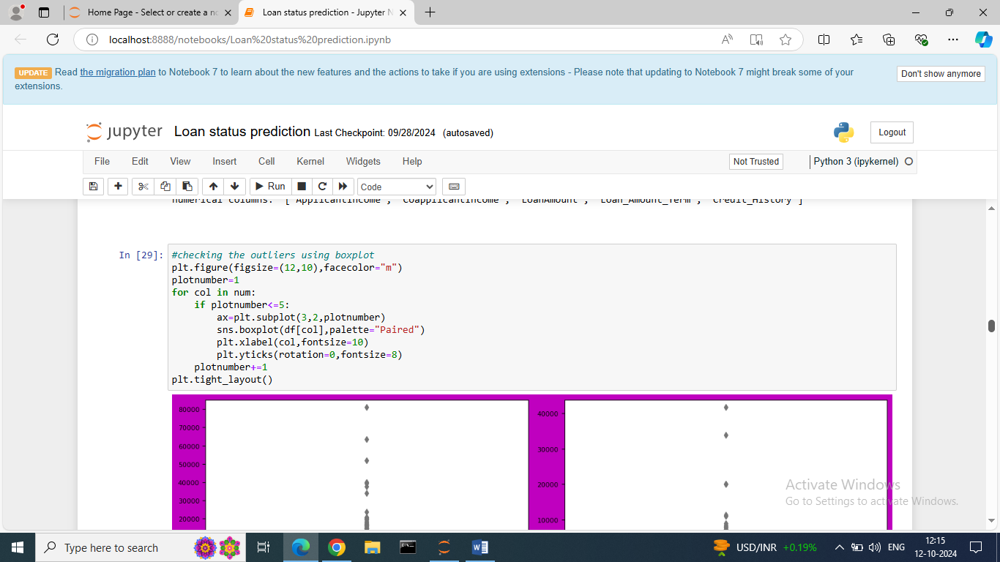 Home Page - Select or create a no
Loan status prediction - Jupyter N
localhost:8888/notebooks/Loan%20status%20prediction.ipynb
UPDATE Read the migration plan to Notebook 7 to learn about the new features and the actions to take if you are using extensions - Please note that updating to Notebook 7 might break some of your
extensions.
Don't show anymore
jupyter Loan status prediction Last Checkpoint: 09/28/2024 (autosaved)
Logout
File Edit View Insert Cell Kernel Widgets Help
Not Trusted
Python 3 (ipykernel)
Run
Code
numerical columns: ['ApplicantIncome', 'CoapplicantIncome', 'LoanAmount', 'Loan_Amount_Term', 'Credit_History']
In [29]:
#checking the outliers using boxplot
plt.figure(figsize=(12,10),facecolor="m")
plotnumber=1
for col in num:
    if plotnumber<=5:
        ax=plt.subplot(3,2,plotnumber)
        sns.boxplot(df[col],palette="Paired")
        plt.xlabel(col,fontsize=10)
        plt.yticks(rotation=0,fontsize=8)
    plotnumber+=1
plt.tight_layout()
80000
70000
60000
50000
40000
30000
20000
40000
30000
20000
10000
Activate Windows
Go to Settings to activate Windows.
Type here to search
USD/INR +0.19%
ENG
12:15
12-10-2024